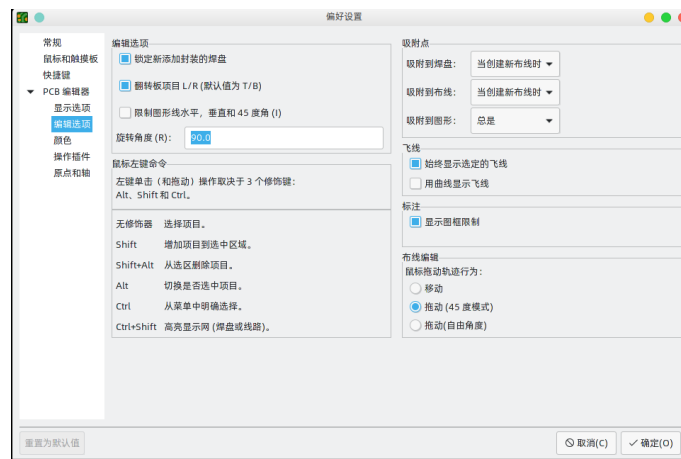 偏好设置
常规
鼠标和触摸板
快捷键
PCB 编辑器
显示选项
编辑选项
颜色
操作插件
原点和轴
编辑选项
锁定新添加封装的焊盘
翻转板项目 L/R (默认值为 T/B)
限制图形线水平，垂直和 45 度角 (I)
旋转角度 (R): 90.0
鼠标左键命令
左键单击（和拖动）操作取决于 3 个修饰键：
Alt、Shift 和 Ctrl。
无修饰器 选择项目。
Shift 增加项目到选中区域。
Shift+Alt 从选区删除项目。
Alt 切换是否选中项目。
Ctrl 从菜单中明确选择。
Ctrl+Shift 高亮显示网 (焊盘或线路)。
吸附点
吸附到焊盘: 当创建新布线时
吸附到布线: 当创建新布线时
吸附到图形: 总是
飞线
始终显示选定的飞线
用曲线显示飞线
标注
显示图框限制
布线编辑
鼠标拖动轨迹行为:
移动
拖动 (45 度模式)
拖动(自由角度)
重置为默认值
取消(C)
确定(O)